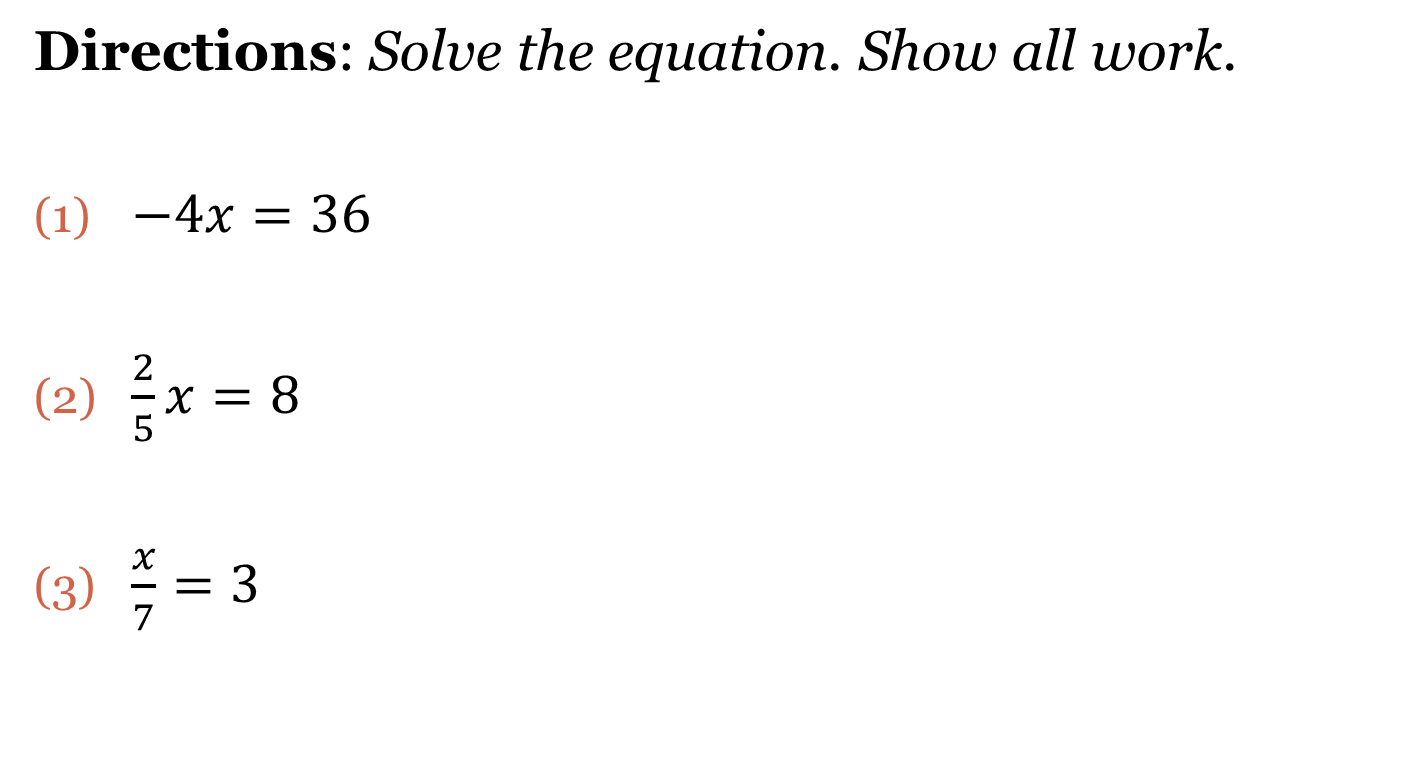 Directions: Solve the equation. Show all work.
(1) −4x = 36
(2) 2/5 x = 8
(3) x/7 = 3